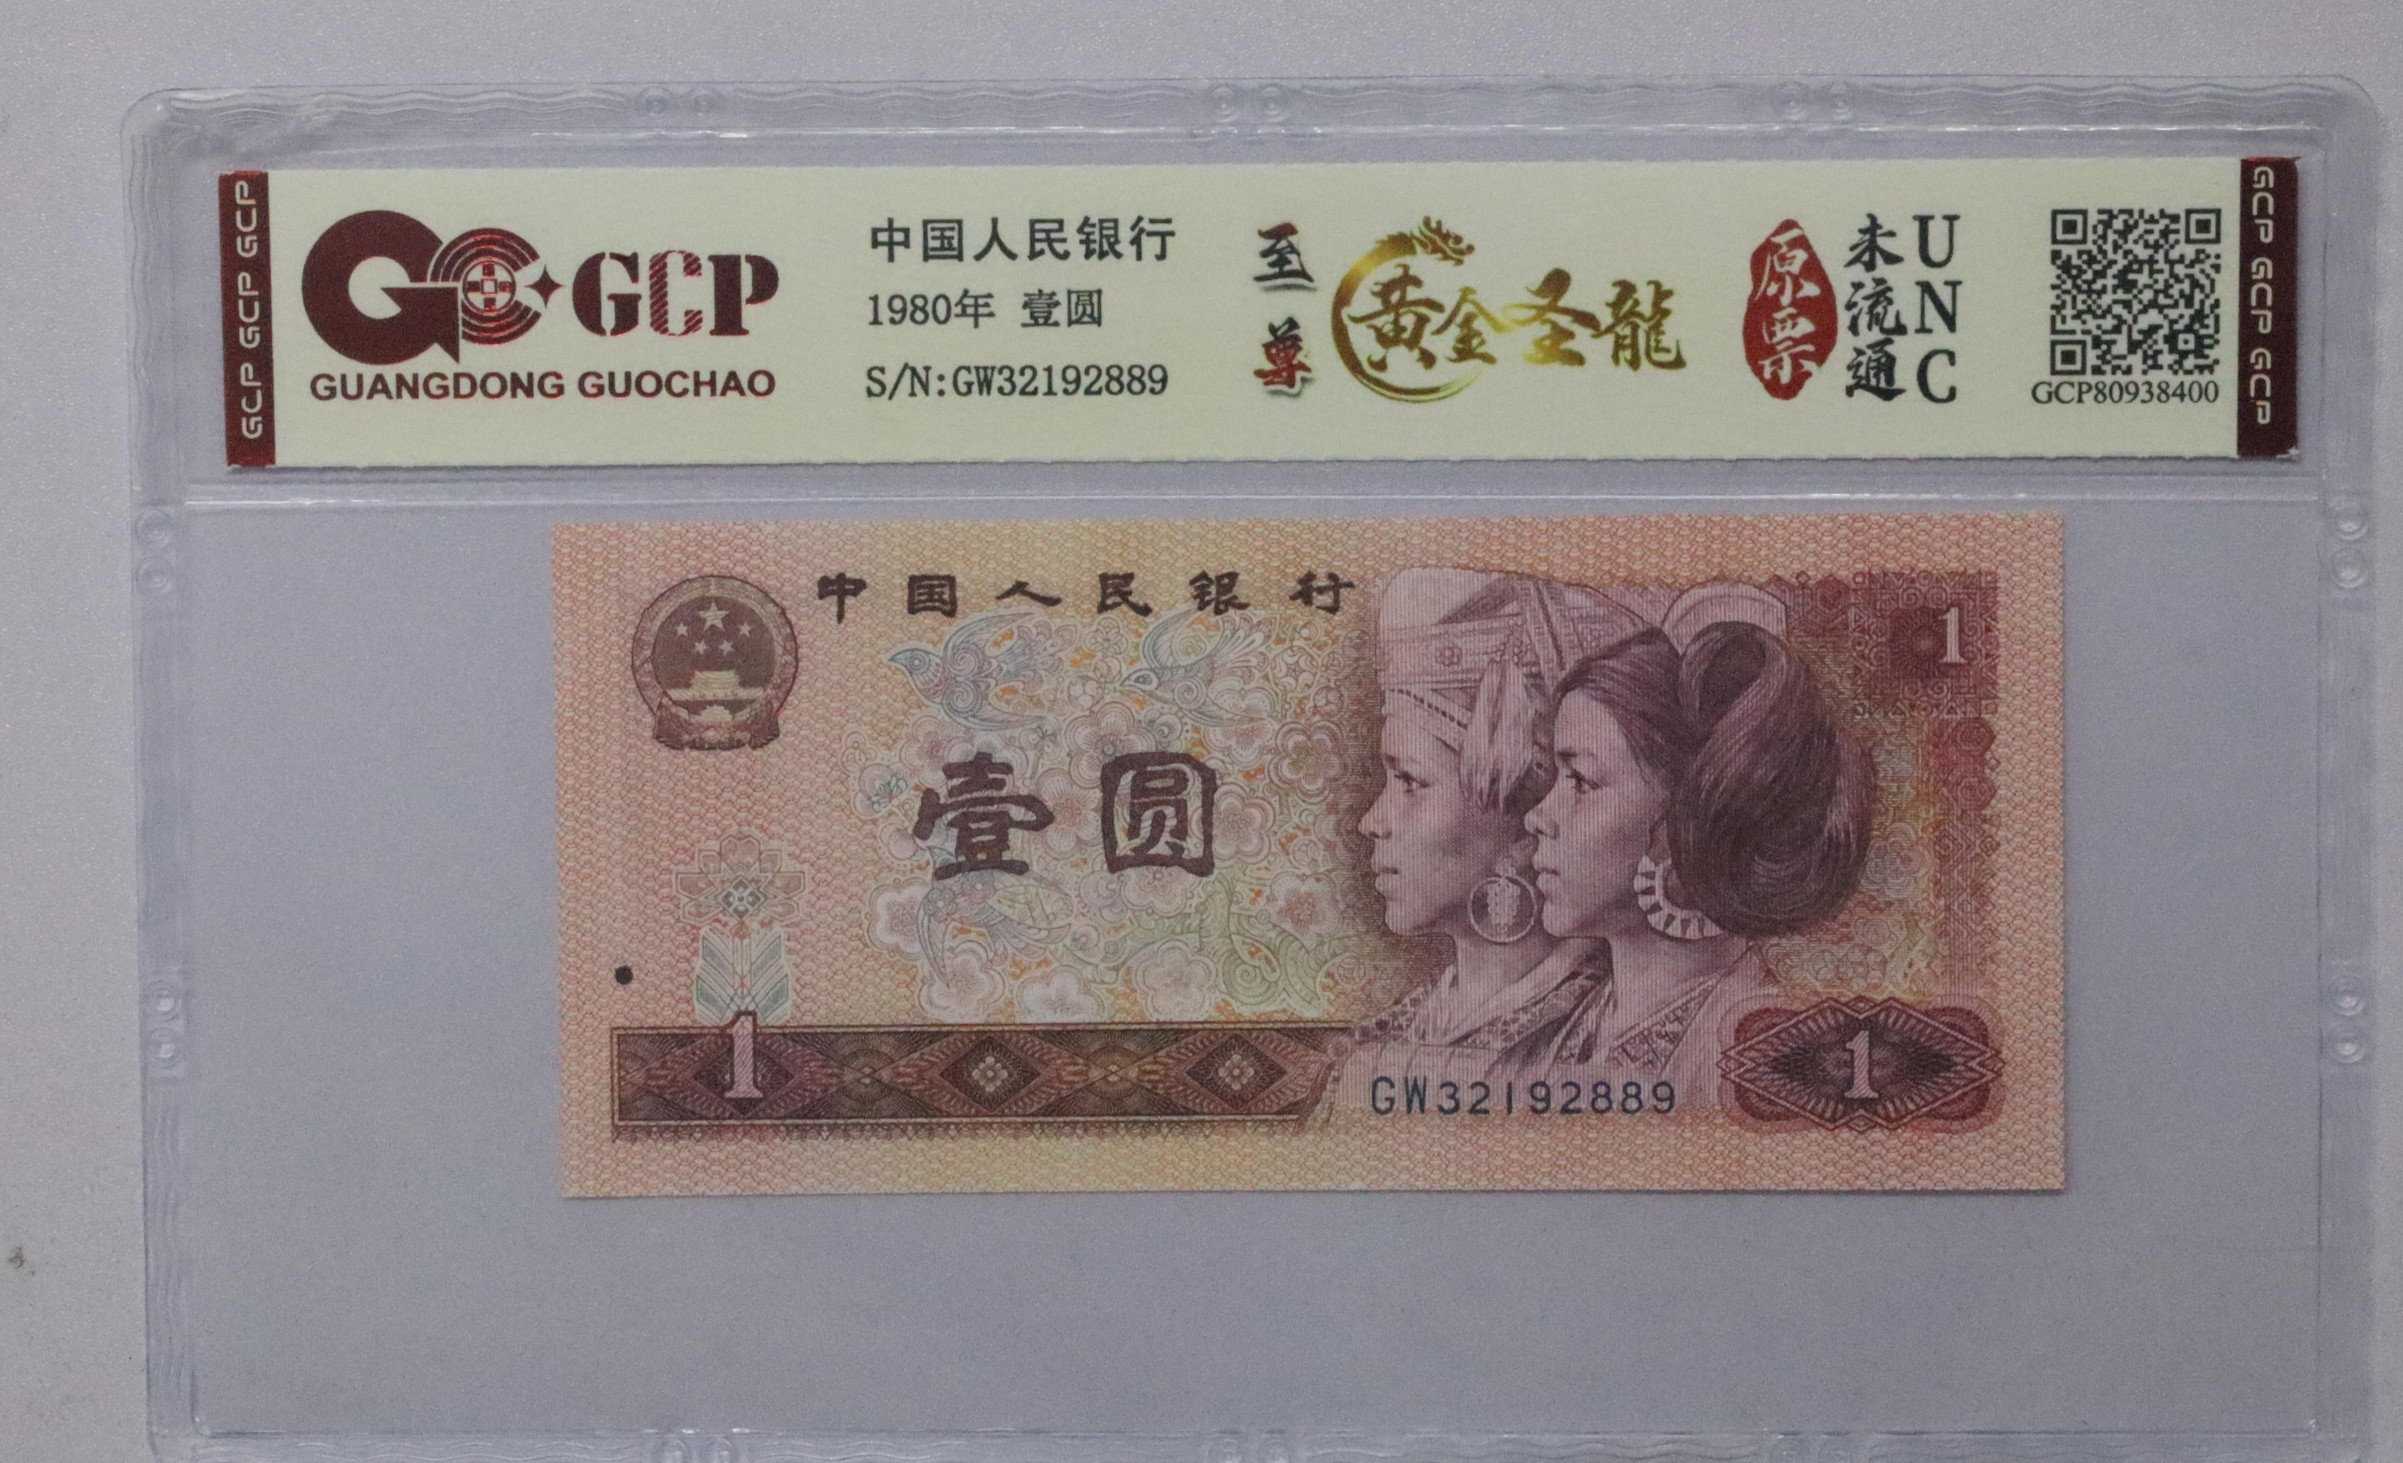 GCP GCP GCP
GCP
GUANGDONG GUOCHAO
中国人民银行
1980年 壹圆
S/N:GW32192889
至尊
黄金圣龍
原票
未流通
UNC
GCP80938400
GCP GCP GCP
中国人民银行
1
壹圆
1
1
GW32192889